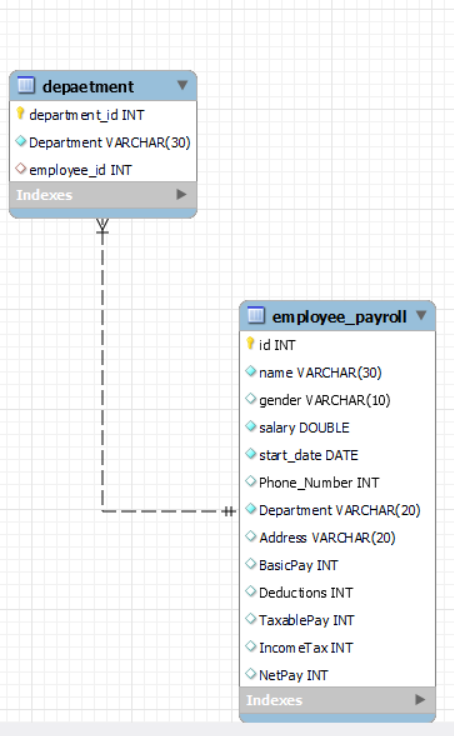 depaetment
department_id INT
Department VARCHAR(30)
employee_id INT
Indexes
employee_payroll
id INT
name VARCHAR(30)
gender VARCHAR(10)
salary DOUBLE
start_date DATE
Phone_Number INT
Department VARCHAR(20)
Address VARCHAR(20)
BasicPay INT
Deductions INT
TaxablePay INT
IncomeTax INT
NetPay INT
Indexes